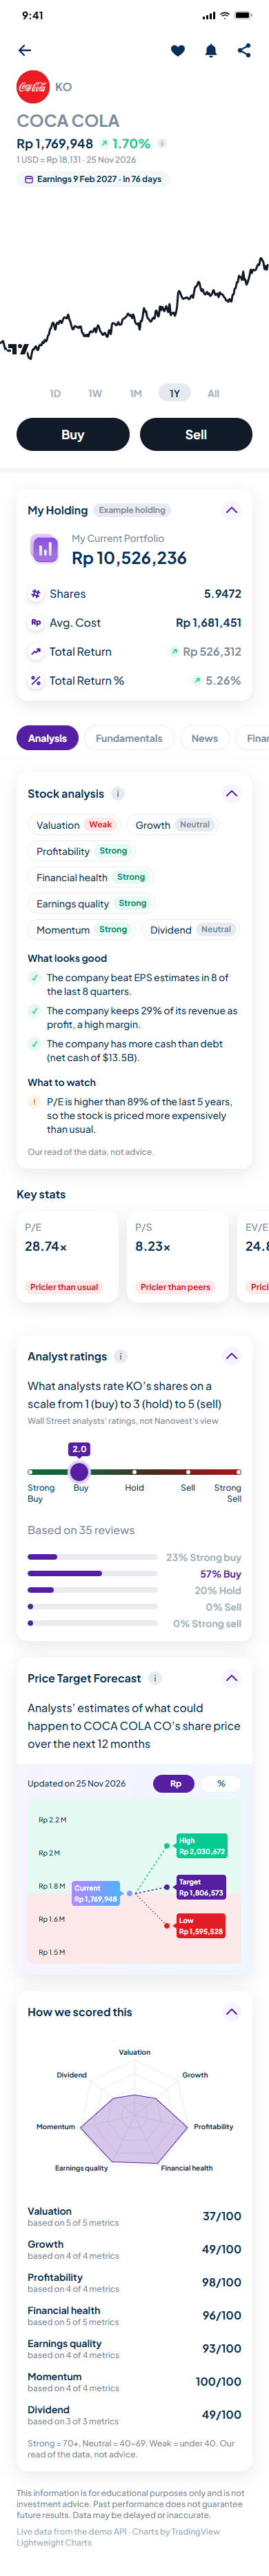 9:41
Coca-Cola
KO
COCA COLA
Rp 1,769,948 1.70% i
1 USD = Rp 18,131 · 25 Nov 2026
Earnings 9 Feb 2027 · in 76 days
1D 1W 1M 1Y All
Buy Sell
My Holding Example holding
My Current Portfolio
Rp 10,526,236
Shares 5.9472
Rp Avg. Cost Rp 1,681,451
Total Return Rp 526,312
Total Return % 5.26%
Analysis Fundamentals News Finan
Stock analysis i
Valuation Weak Growth Neutral
Profitability Strong
Financial health Strong
Earnings quality Strong
Momentum Strong Dividend Neutral
What looks good
The company beat EPS estimates in 8 of
the last 8 quarters.
The company keeps 29% of its revenue as
profit, a high margin.
The company has more cash than debt
(net cash of $13.5B).
What to watch
! P/E is higher than 89% of the last 5 years,
so the stock is priced more expensively
than usual.
Our read of the data, not advice.
Key stats
P/E P/S EV/E
28.74× 8.23× 24.8
Pricier than usual Pricier than peers Prici
Analyst ratings i
What analysts rate KO's shares on a
scale from 1 (buy) to 3 (hold) to 5 (sell)
Wall Street analysts' ratings, not Nanovest's view
2.0
Strong Buy Hold Sell Strong
Buy Sell
Based on 35 reviews
23% Strong buy
57% Buy
20% Hold
0% Sell
0% Strong sell
Price Target Forecast i
Analysts' estimates of what could
happen to COCA COLA CO's share price
over the next 12 months
Updated on 25 Nov 2026 Rp %
Rp 2.2 M
High
Rp 2 M Rp 2,030,672
Rp 1.8 M Current Target
Rp 1,769,948 Rp 1,806,573
Rp 1.6 M Low
Rp 1,595,528
Rp 1.5 M
How we scored this
Valuation
Dividend Growth
Momentum Profitability
Earnings quality Financial health
Valuation 37/100
based on 5 of 5 metrics
Growth 49/100
based on 4 of 4 metrics
Profitability 98/100
based on 4 of 4 metrics
Financial health 96/100
based on 5 of 5 metrics
Earnings quality 93/100
based on 4 of 4 metrics
Momentum 100/100
based on 4 of 4 metrics
Dividend 49/100
based on 3 of 3 metrics
Strong = 70+, Neutral = 40–69, Weak = under 40. Our
read of the data, not advice.
This information is for educational purposes only and is not
investment advice. Past performance does not guarantee
future results. Data may be delayed or inaccurate.
Live data from the demo API · Charts by TradingView
Lightweight Charts